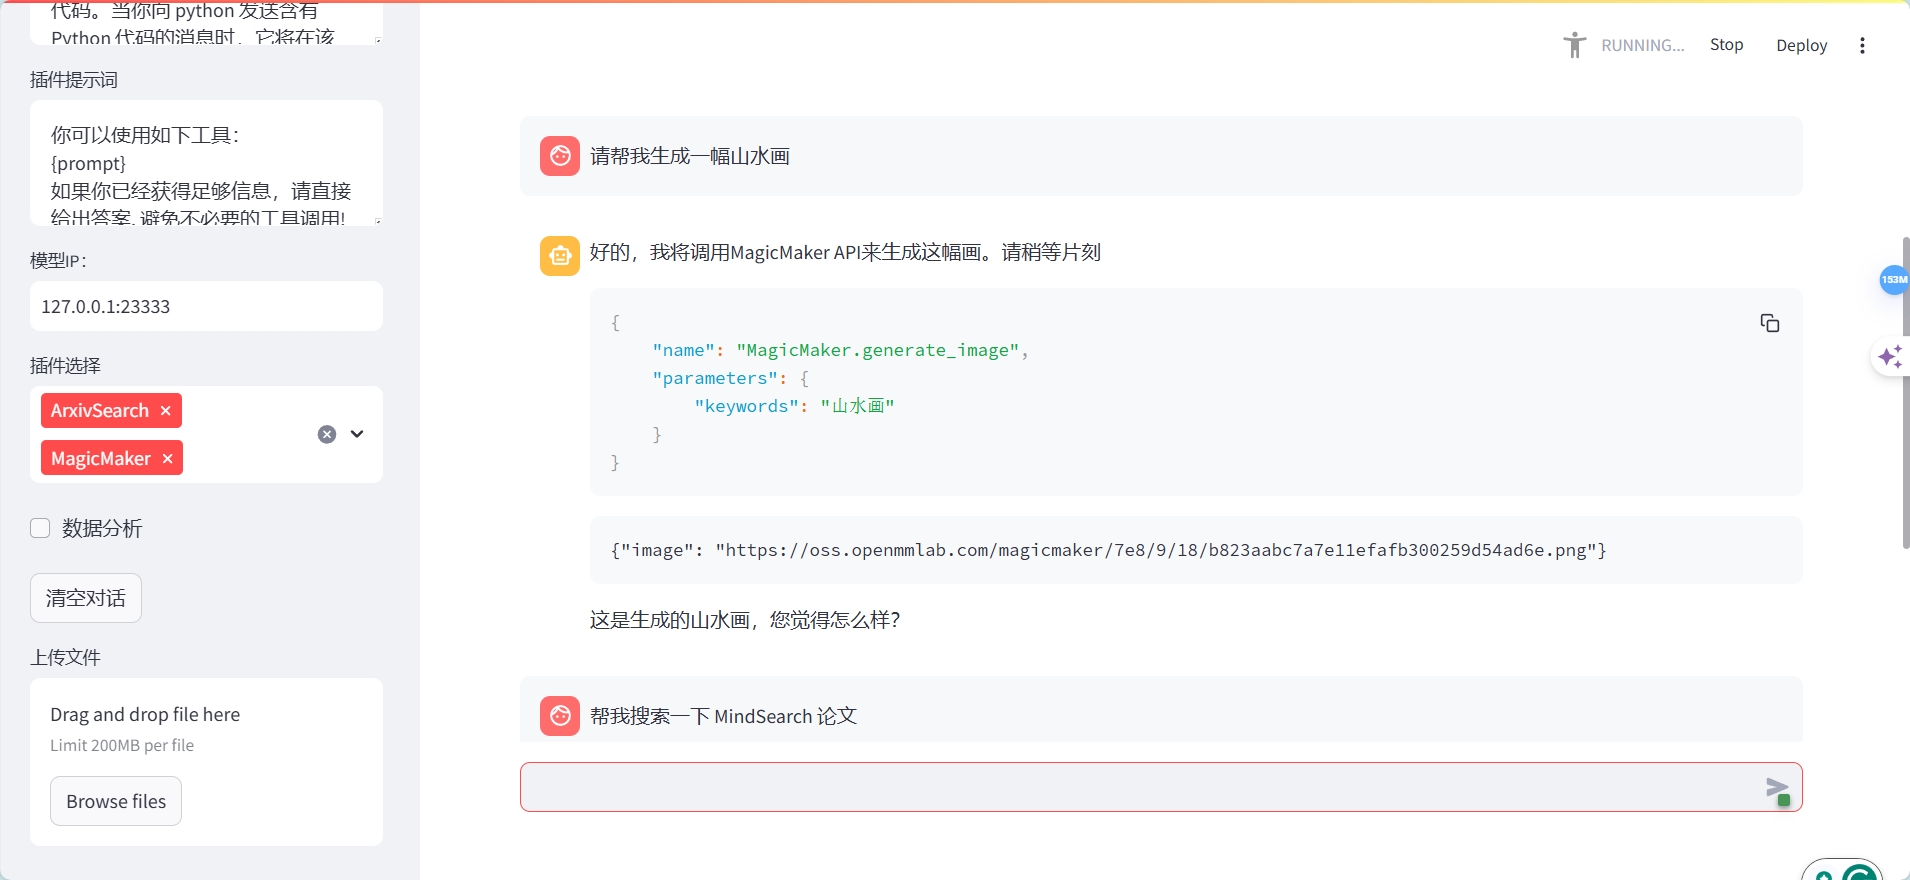 代码。当你向 python 发送含有
Python 代码的消息时，它将在该
插件提示词
你可以使用如下工具：
{prompt}
如果你已经获得足够信息，请直接
给出答案. 避免不必要的工具调用!
模型IP：
127.0.0.1:23333
插件选择
ArxivSearch ×
MagicMaker ×
数据分析
清空对话
上传文件
Drag and drop file here
Limit 200MB per file
Browse files
RUNNING... Stop Deploy
请帮我生成一幅山水画
好的，我将调用MagicMaker API来生成这幅画。请稍等片刻
{
"name": "MagicMaker.generate_image",
"parameters": {
"keywords": "山水画"
}
}
{"image": "https://oss.openmmlab.com/magicmaker/7e8/9/18/b823aabc7a7e11efafb300259d54ad6e.png"}
这是生成的山水画，您觉得怎么样？
帮我搜索一下 MindSearch 论文
153M